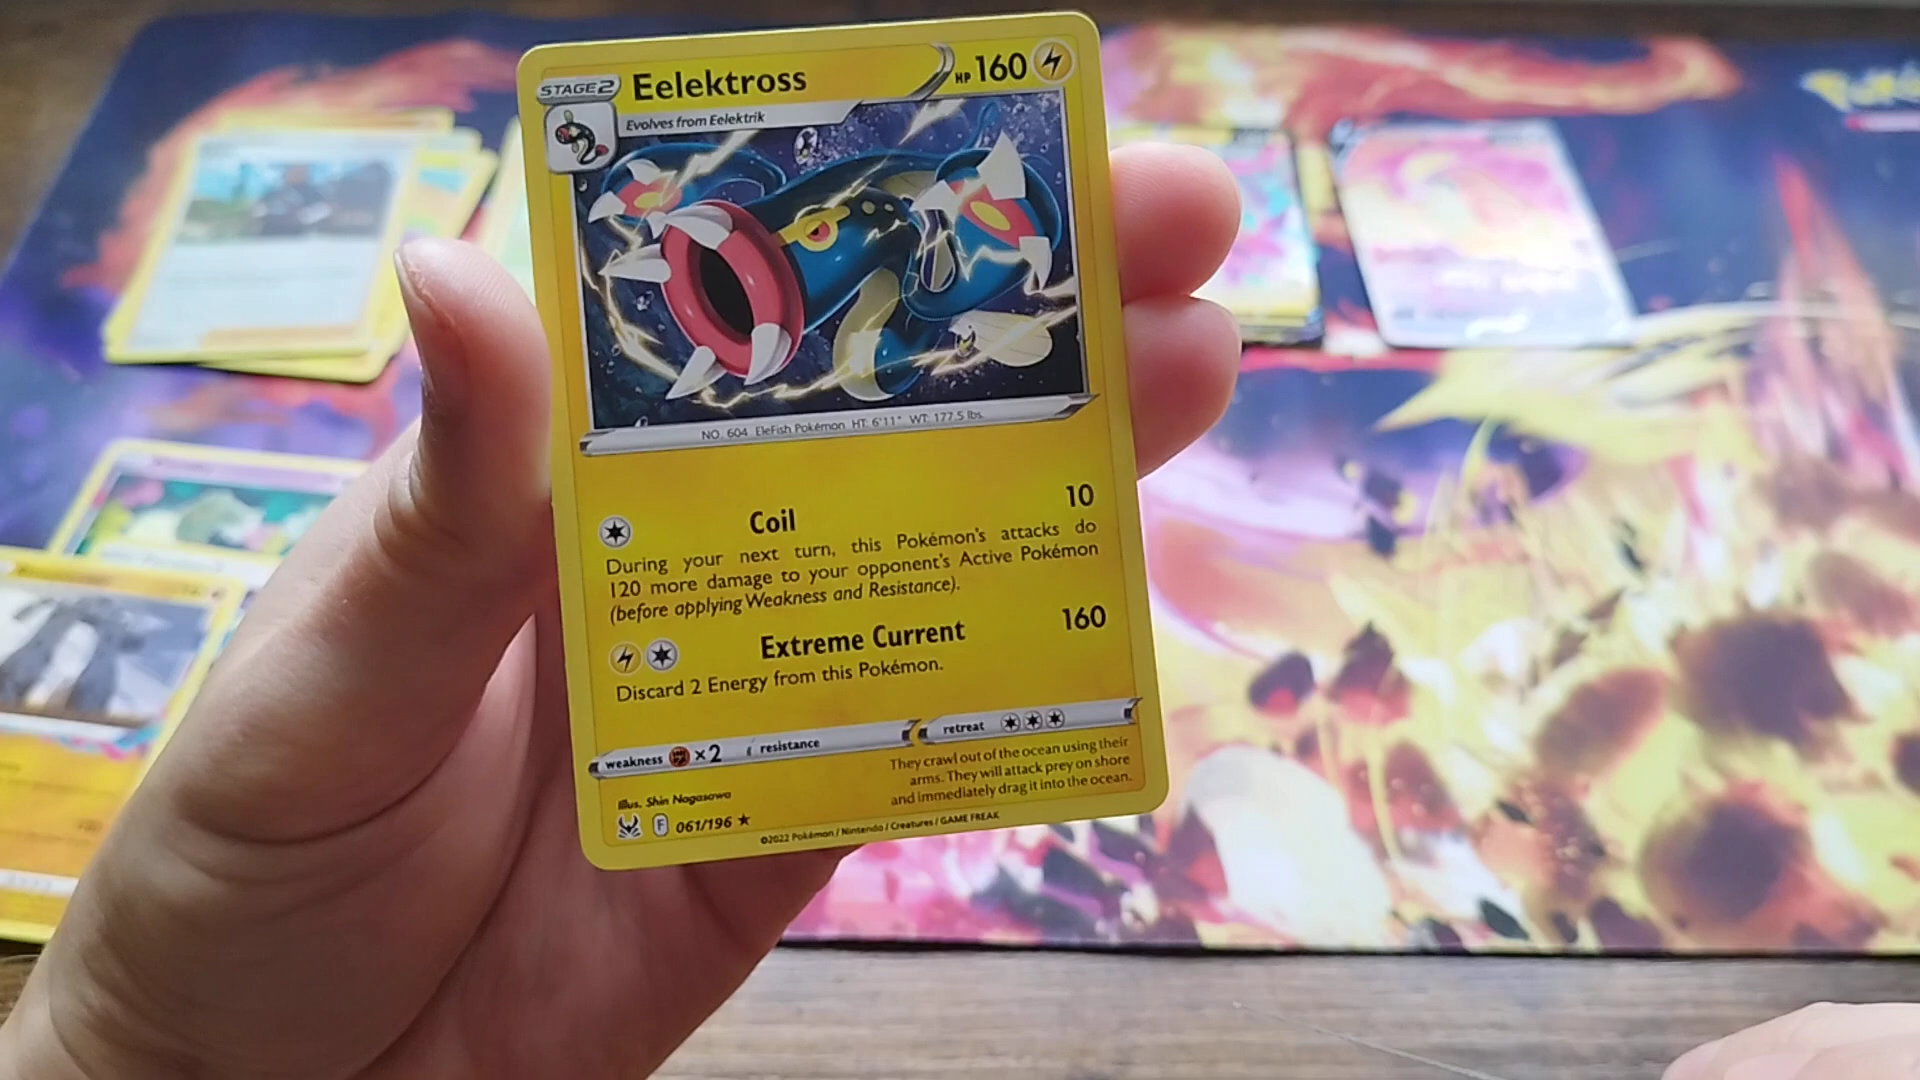 STAGE 2
Eelektross
HP 160
Evolves from Eelektrik
NO. 604 EleFish Pokémon HT: 6'11" WT: 177.5 lbs.
Coil 10
During your next turn, this Pokémon's attacks do
120 more damage to your opponent's Active Pokémon
(before applying Weakness and Resistance).
Extreme Current 160
Discard 2 Energy from this Pokémon.
weakness ×2 resistance retreat
They crawl out of the ocean using their
arms. They will attack prey on shore
and immediately drag it into the ocean.
Illus. Shin Nagasawa
F 061/196 ★
©2022 Pokémon / Nintendo / Creatures / GAME FREAK